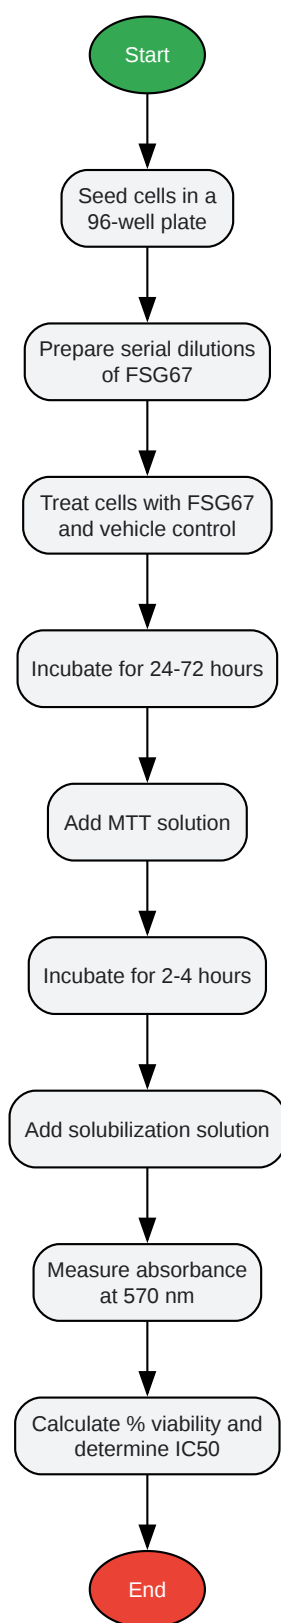 Start
Seed cells in a
96-well plate
Prepare serial dilutions
of FSG67
Treat cells with FSG67
and vehicle control
Incubate for 24-72 hours
Add MTT solution
Incubate for 2-4 hours
Add solubilization solution
Measure absorbance
at 570 nm
Calculate % viability and
determine IC50
End